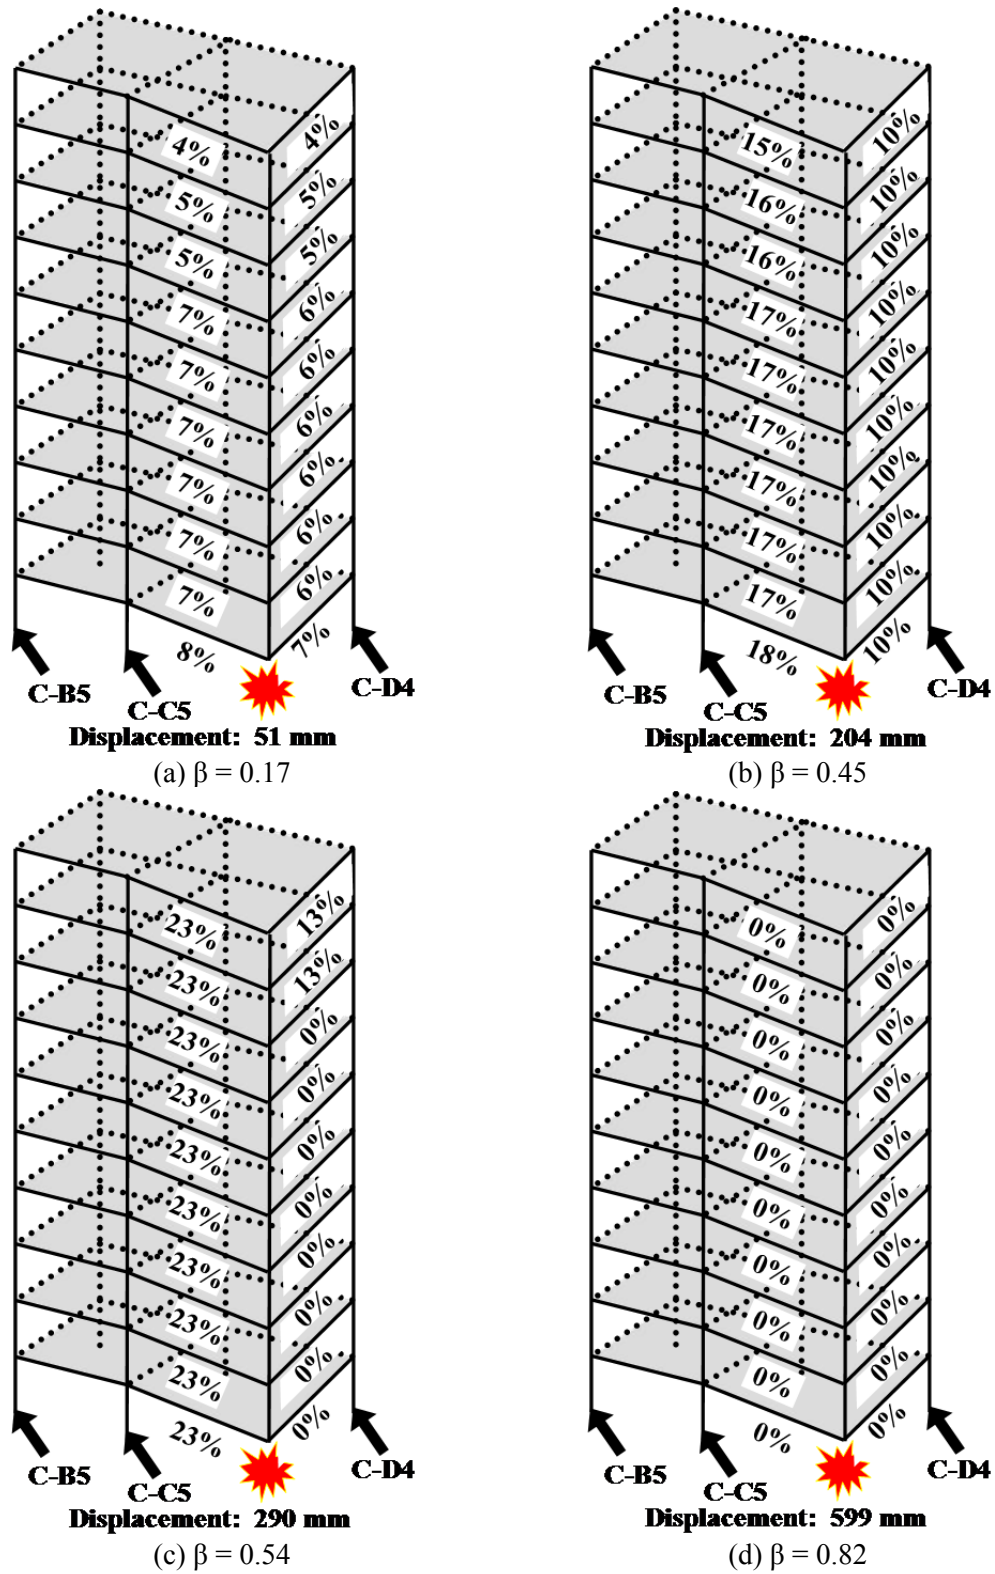 4% 4%
5% 5%
5% 5%
7% 6%
7% 6%
7% 6%
7% 6%
7% 6%
7% 6%
8% 7%
C-B5
C-C5
C-D4
Displacement: 51 mm
(a) β = 0.17
15% 10%
16% 10%
16% 10%
17% 10%
17% 10%
17% 10%
17% 10%
17% 10%
17% 10%
18% 10%
C-B5
C-C5
C-D4
Displacement: 204 mm
(b) β = 0.45
23% 13%
23% 13%
23% 0%
23% 0%
23% 0%
23% 0%
23% 0%
23% 0%
23% 0%
23% 0%
C-B5
C-C5
C-D4
Displacement: 290 mm
(c) β = 0.54
0% 0%
0% 0%
0% 0%
0% 0%
0% 0%
0% 0%
0% 0%
0% 0%
0% 0%
0% 0%
C-B5
C-C5
C-D4
Displacement: 599 mm
(d) β = 0.82